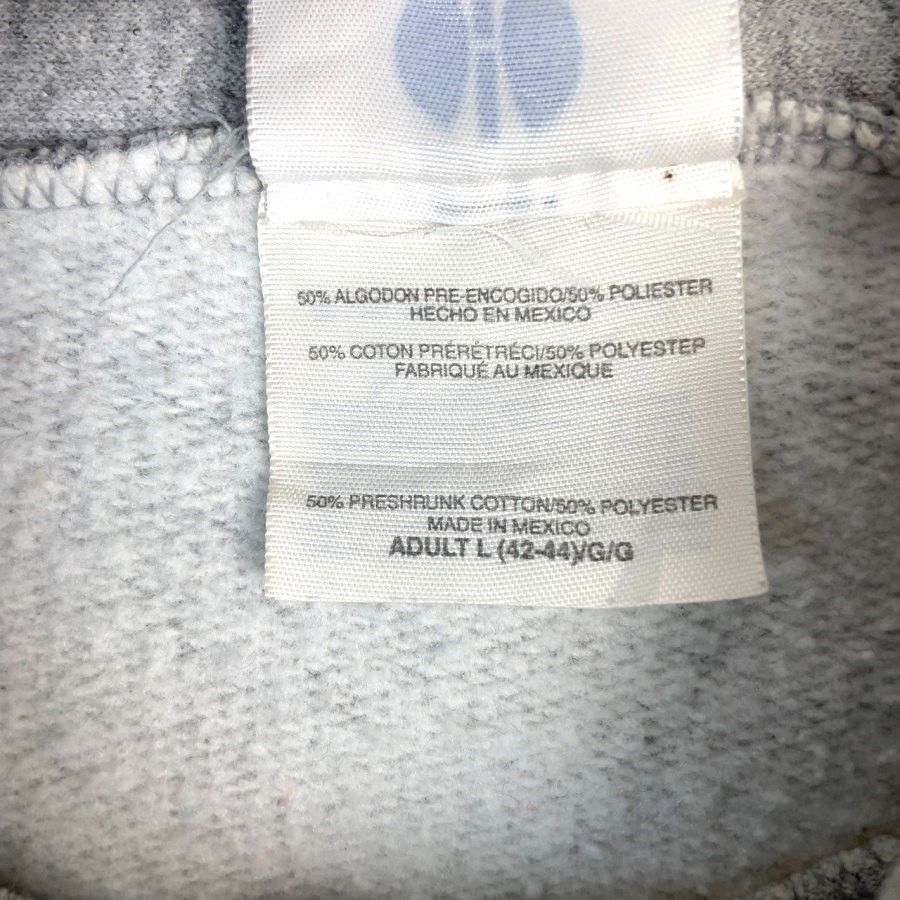 50% ALGODON PRE-ENCOGIDO/50% POLIESTER
HECHO EN MEXICO
50% COTON PRÉRÉTRÉCI/50% POLYESTER
FABRIQUÉ AU MEXIQUE
50% PRESHRUNK COTTON/50% POLYESTER
MADE IN MEXICO
ADULT L (42-44)/G/G